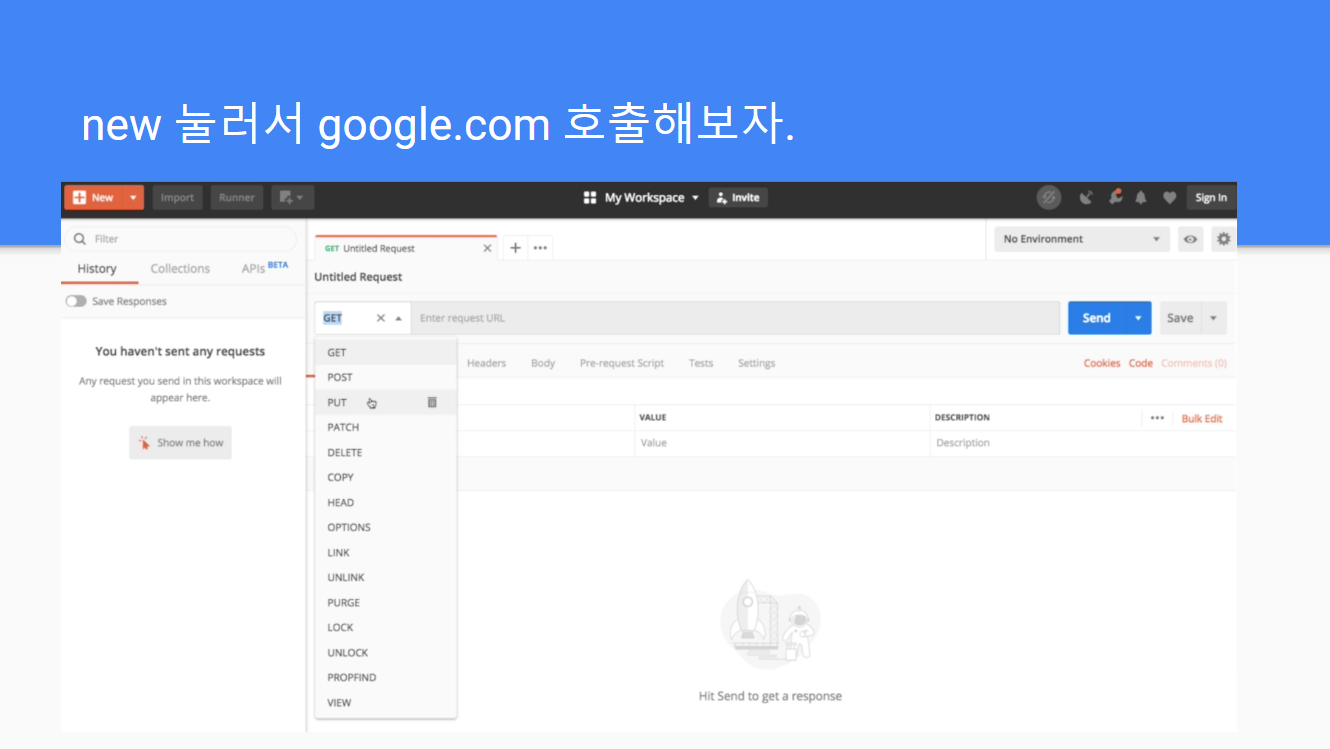 new 눌러서 google.com 호출해보자.
New Import Runner My Workspace Invite Sign In
Filter
History Collections APIs BETA
Save Responses
You haven't sent any requests
Any request you send in this workspace will
appear here.
Show me how
GET Untitled Request No Environment
Untitled Request
GET Enter request URL Send Save
Headers Body Pre-request Script Tests Settings Cookies Code Comments (0)
VALUE DESCRIPTION Bulk Edit
Value Description
GET
POST
PUT
PATCH
DELETE
COPY
HEAD
OPTIONS
LINK
UNLINK
PURGE
LOCK
UNLOCK
PROPFIND
VIEW
Hit Send to get a response